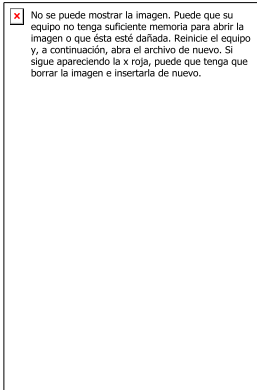 No se puede mostrar la imagen. Puede que su
equipo no tenga suficiente memoria para abrir la
imagen o que ésta esté dañada. Reinicie el equipo
y, a continuación, abra el archivo de nuevo. Si
sigue apareciendo la x roja, puede que tenga que
borrar la imagen e insertarla de nuevo.